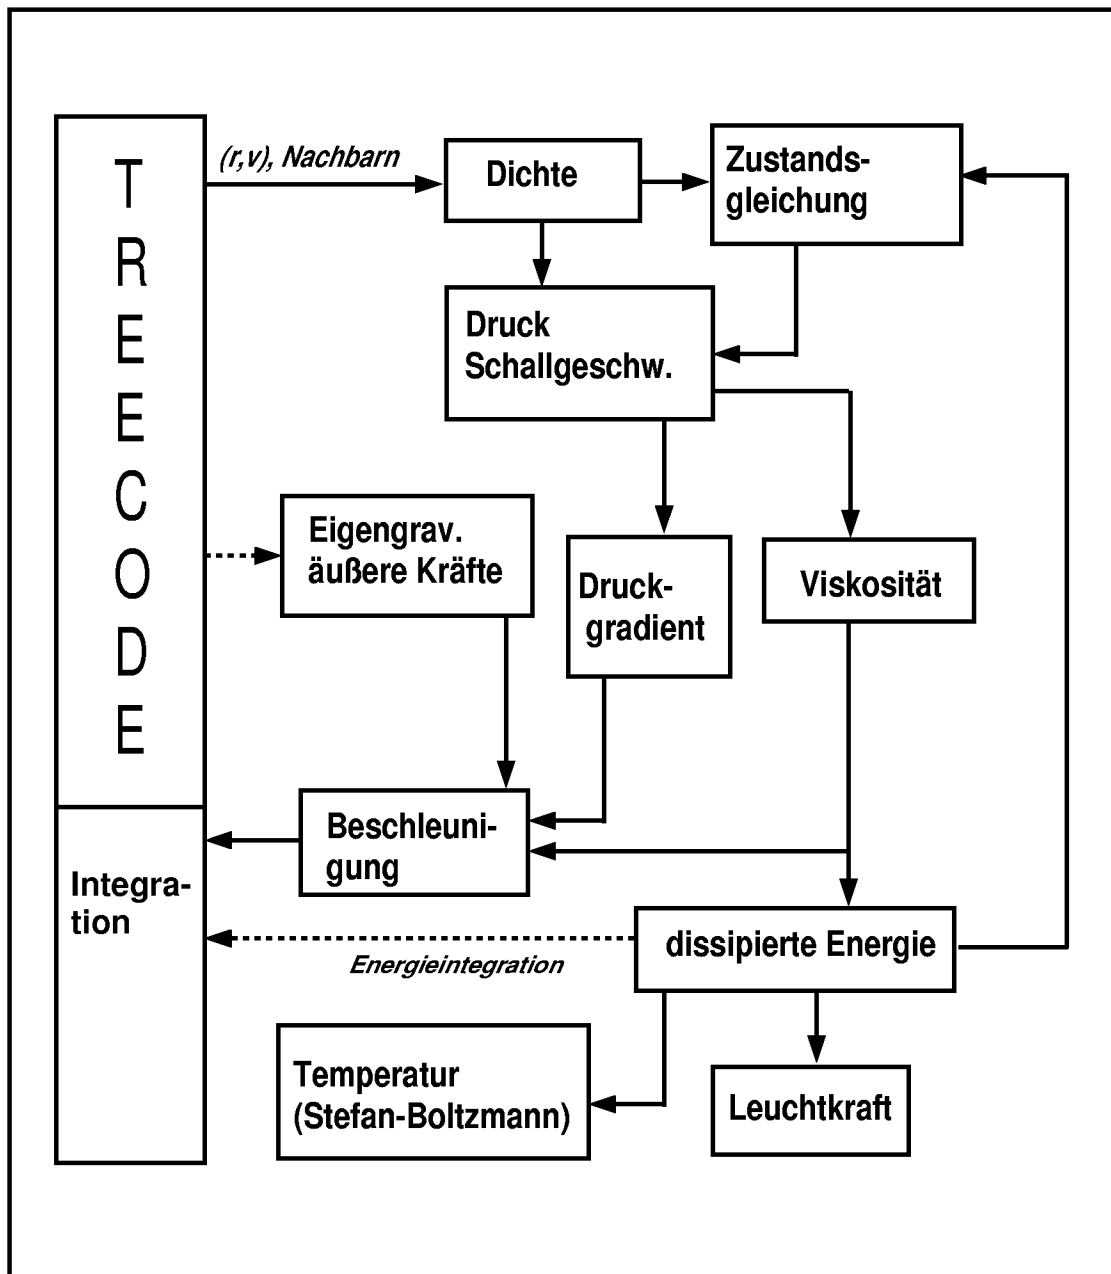 TREECODE
(r,v), Nachbarn
Dichte
Zustands-
gleichung
Druck
Schallgeschw.
Eigengrav.
äußere Kräfte
Druck-
gradient
Viskosität
Beschleuni-
gung
Integra-
tion
dissipierte Energie
Energieintegration
Temperatur
(Stefan-Boltzmann)
Leuchtkraft